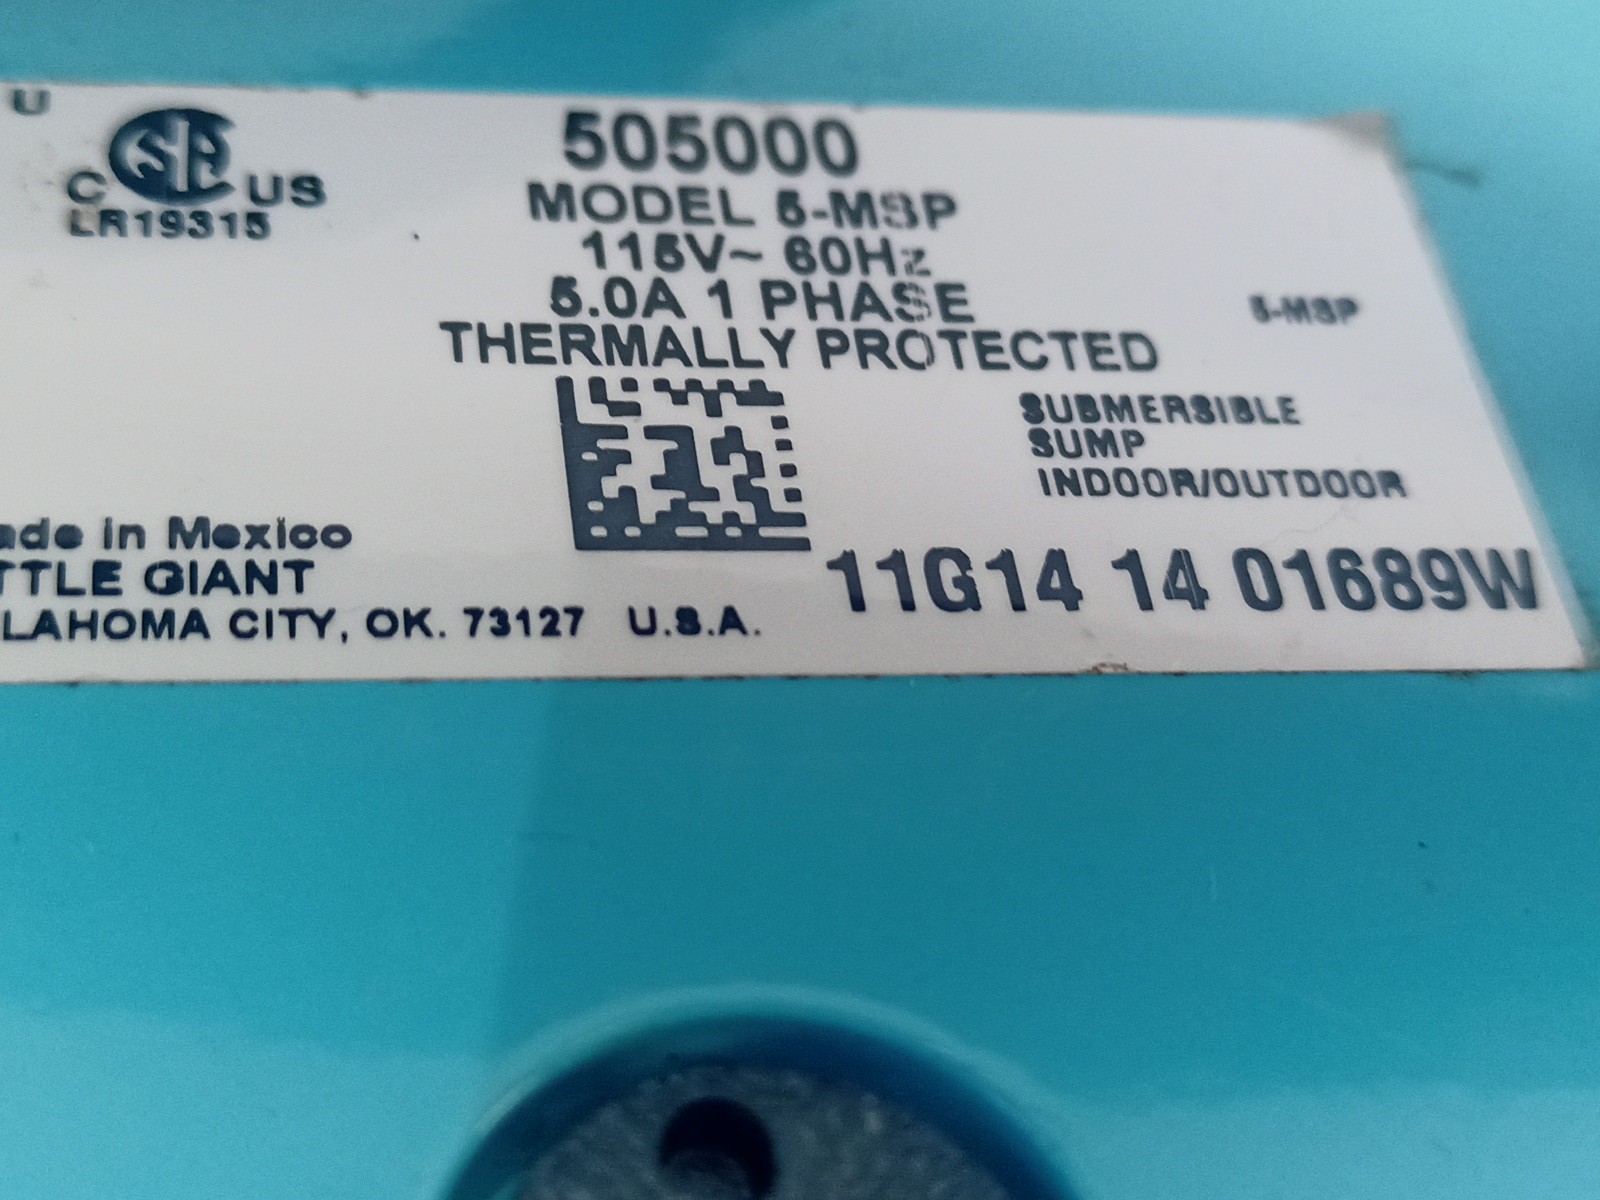 U
CSA
C US
LR19315
505000
MODEL 5-MSP
115V~ 60Hz
5.0A 1 PHASE
THERMALLY PROTECTED
5-MSP
SUBMERSIBLE
SUMP
INDOOR/OUTDOOR
ade in Mexico
TTLE GIANT
LAHOMA CITY, OK. 73127 U.S.A.
11G14 14 01689W